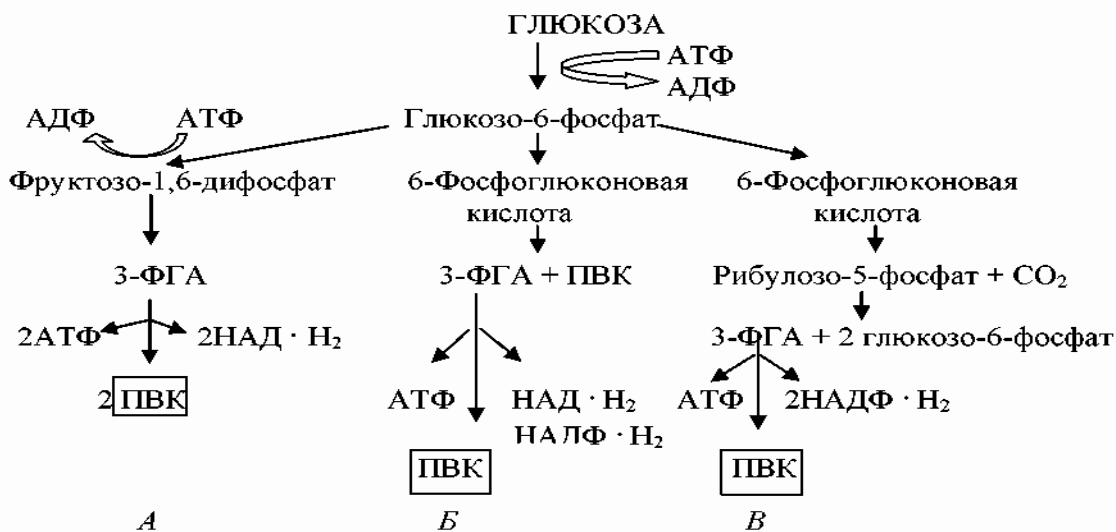 ГЛЮКОЗА
АТФ
АДФ
АДФ АТФ Глюкозо-6-фосфат
Фруктозо-1,6-дифосфат 6-Фосфоглюконовая 6-Фосфоглюконовая
кислота кислота
3-ФГА 3-ФГА + ПВК Рибулозо-5-фосфат + CO₂
2АТФ 2НАД · H₂ 3-ФГА + 2 глюкозо-6-фосфат
2 ПВК АТФ НАД · H₂ АТФ 2НАДФ · H₂
НАДФ · H₂
ПВК ПВК
А Б В